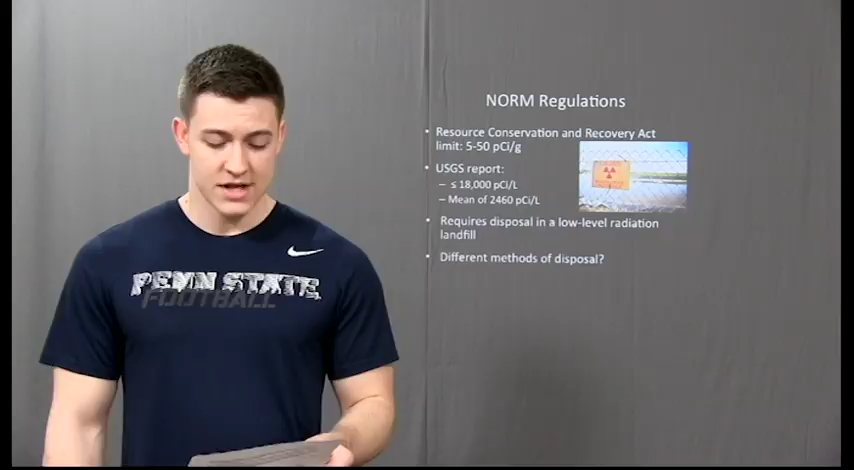 PENN STATE
FOOTBALL
NORM Regulations
• Resource Conservation and Recovery Act
limit: 5-50 pCi/g
• USGS report:
– ≤ 18,000 pCi/L
– Mean of 2460 pCi/L
• Requires disposal in a low-level radiation
landfill
• Different methods of disposal?